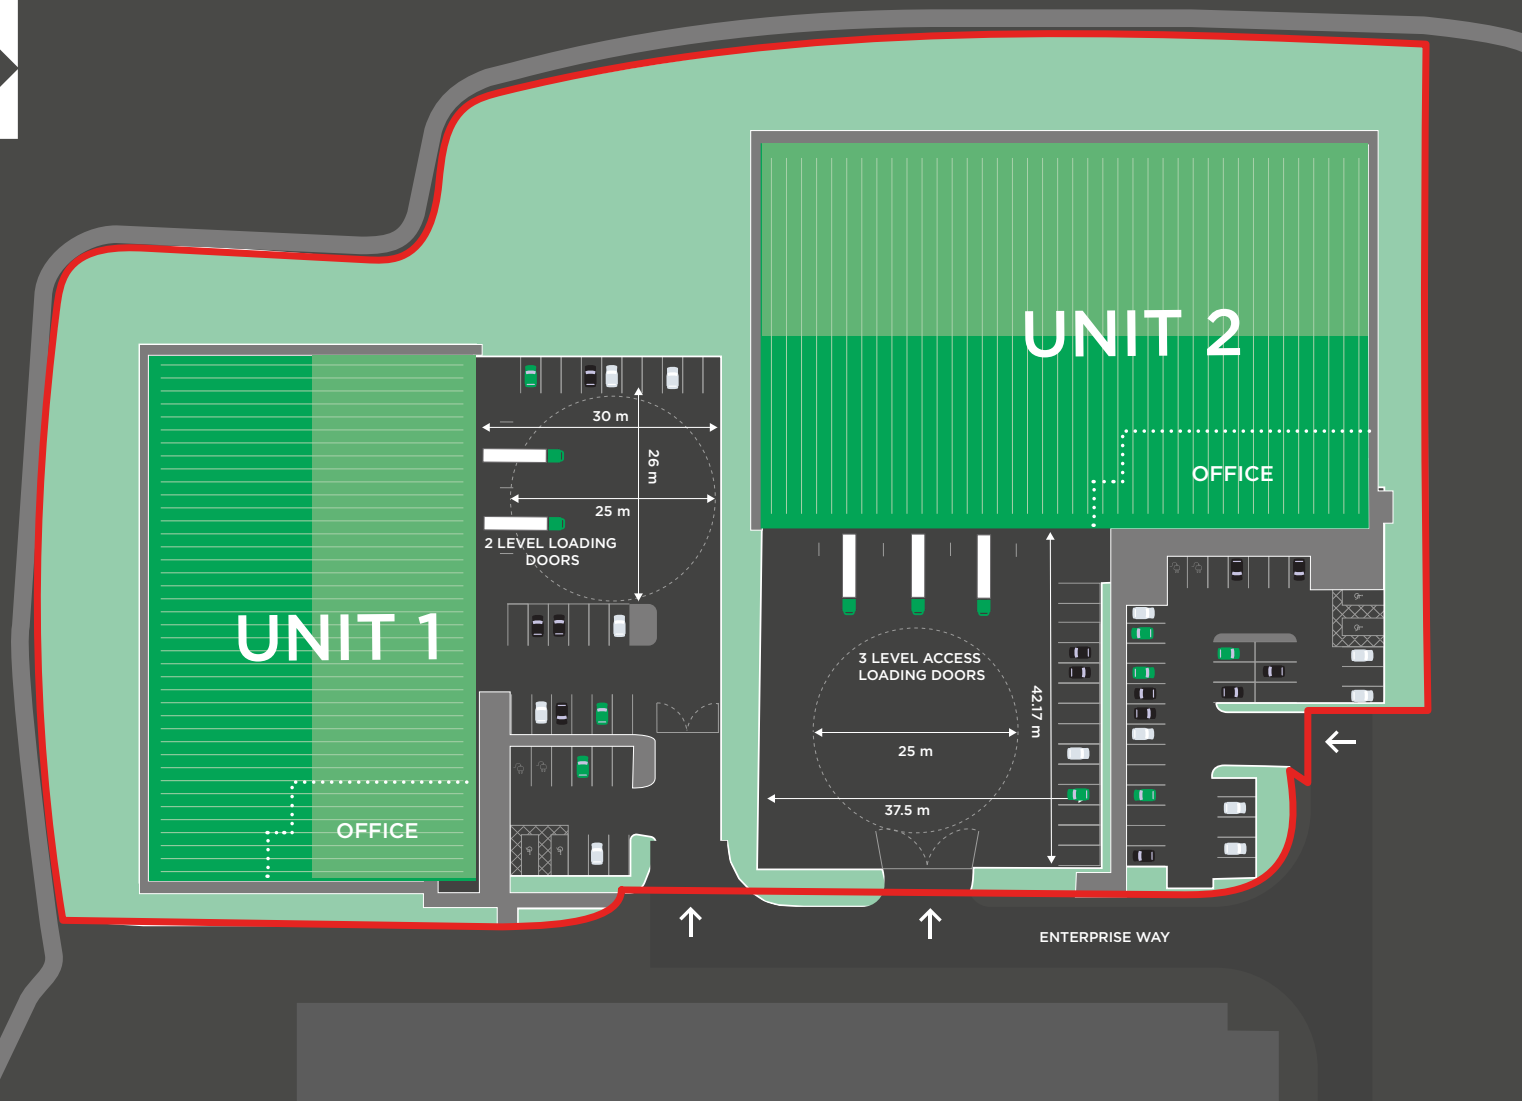 UNIT 2
OFFICE
30 m
26 m
25 m
2 LEVEL LOADING
DOORS
UNIT 1
OFFICE
3 LEVEL ACCESS
LOADING DOORS
42.17 m
25 m
37.5 m
ENTERPRISE WAY